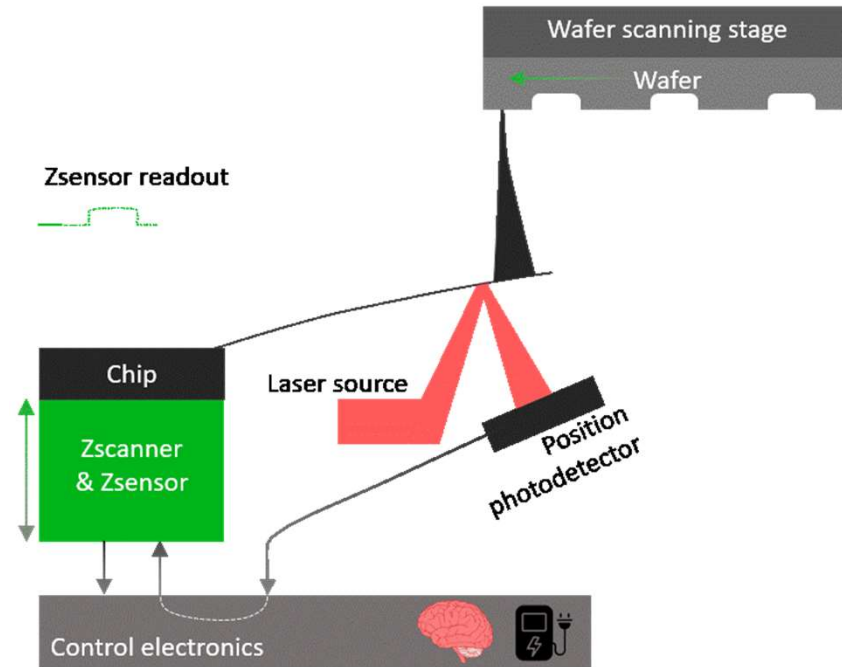 Wafer scanning stage
Wafer
Zsensor readout
Chip
Laser source
Zscanner
& Zsensor
Position
photodetector
Control electronics